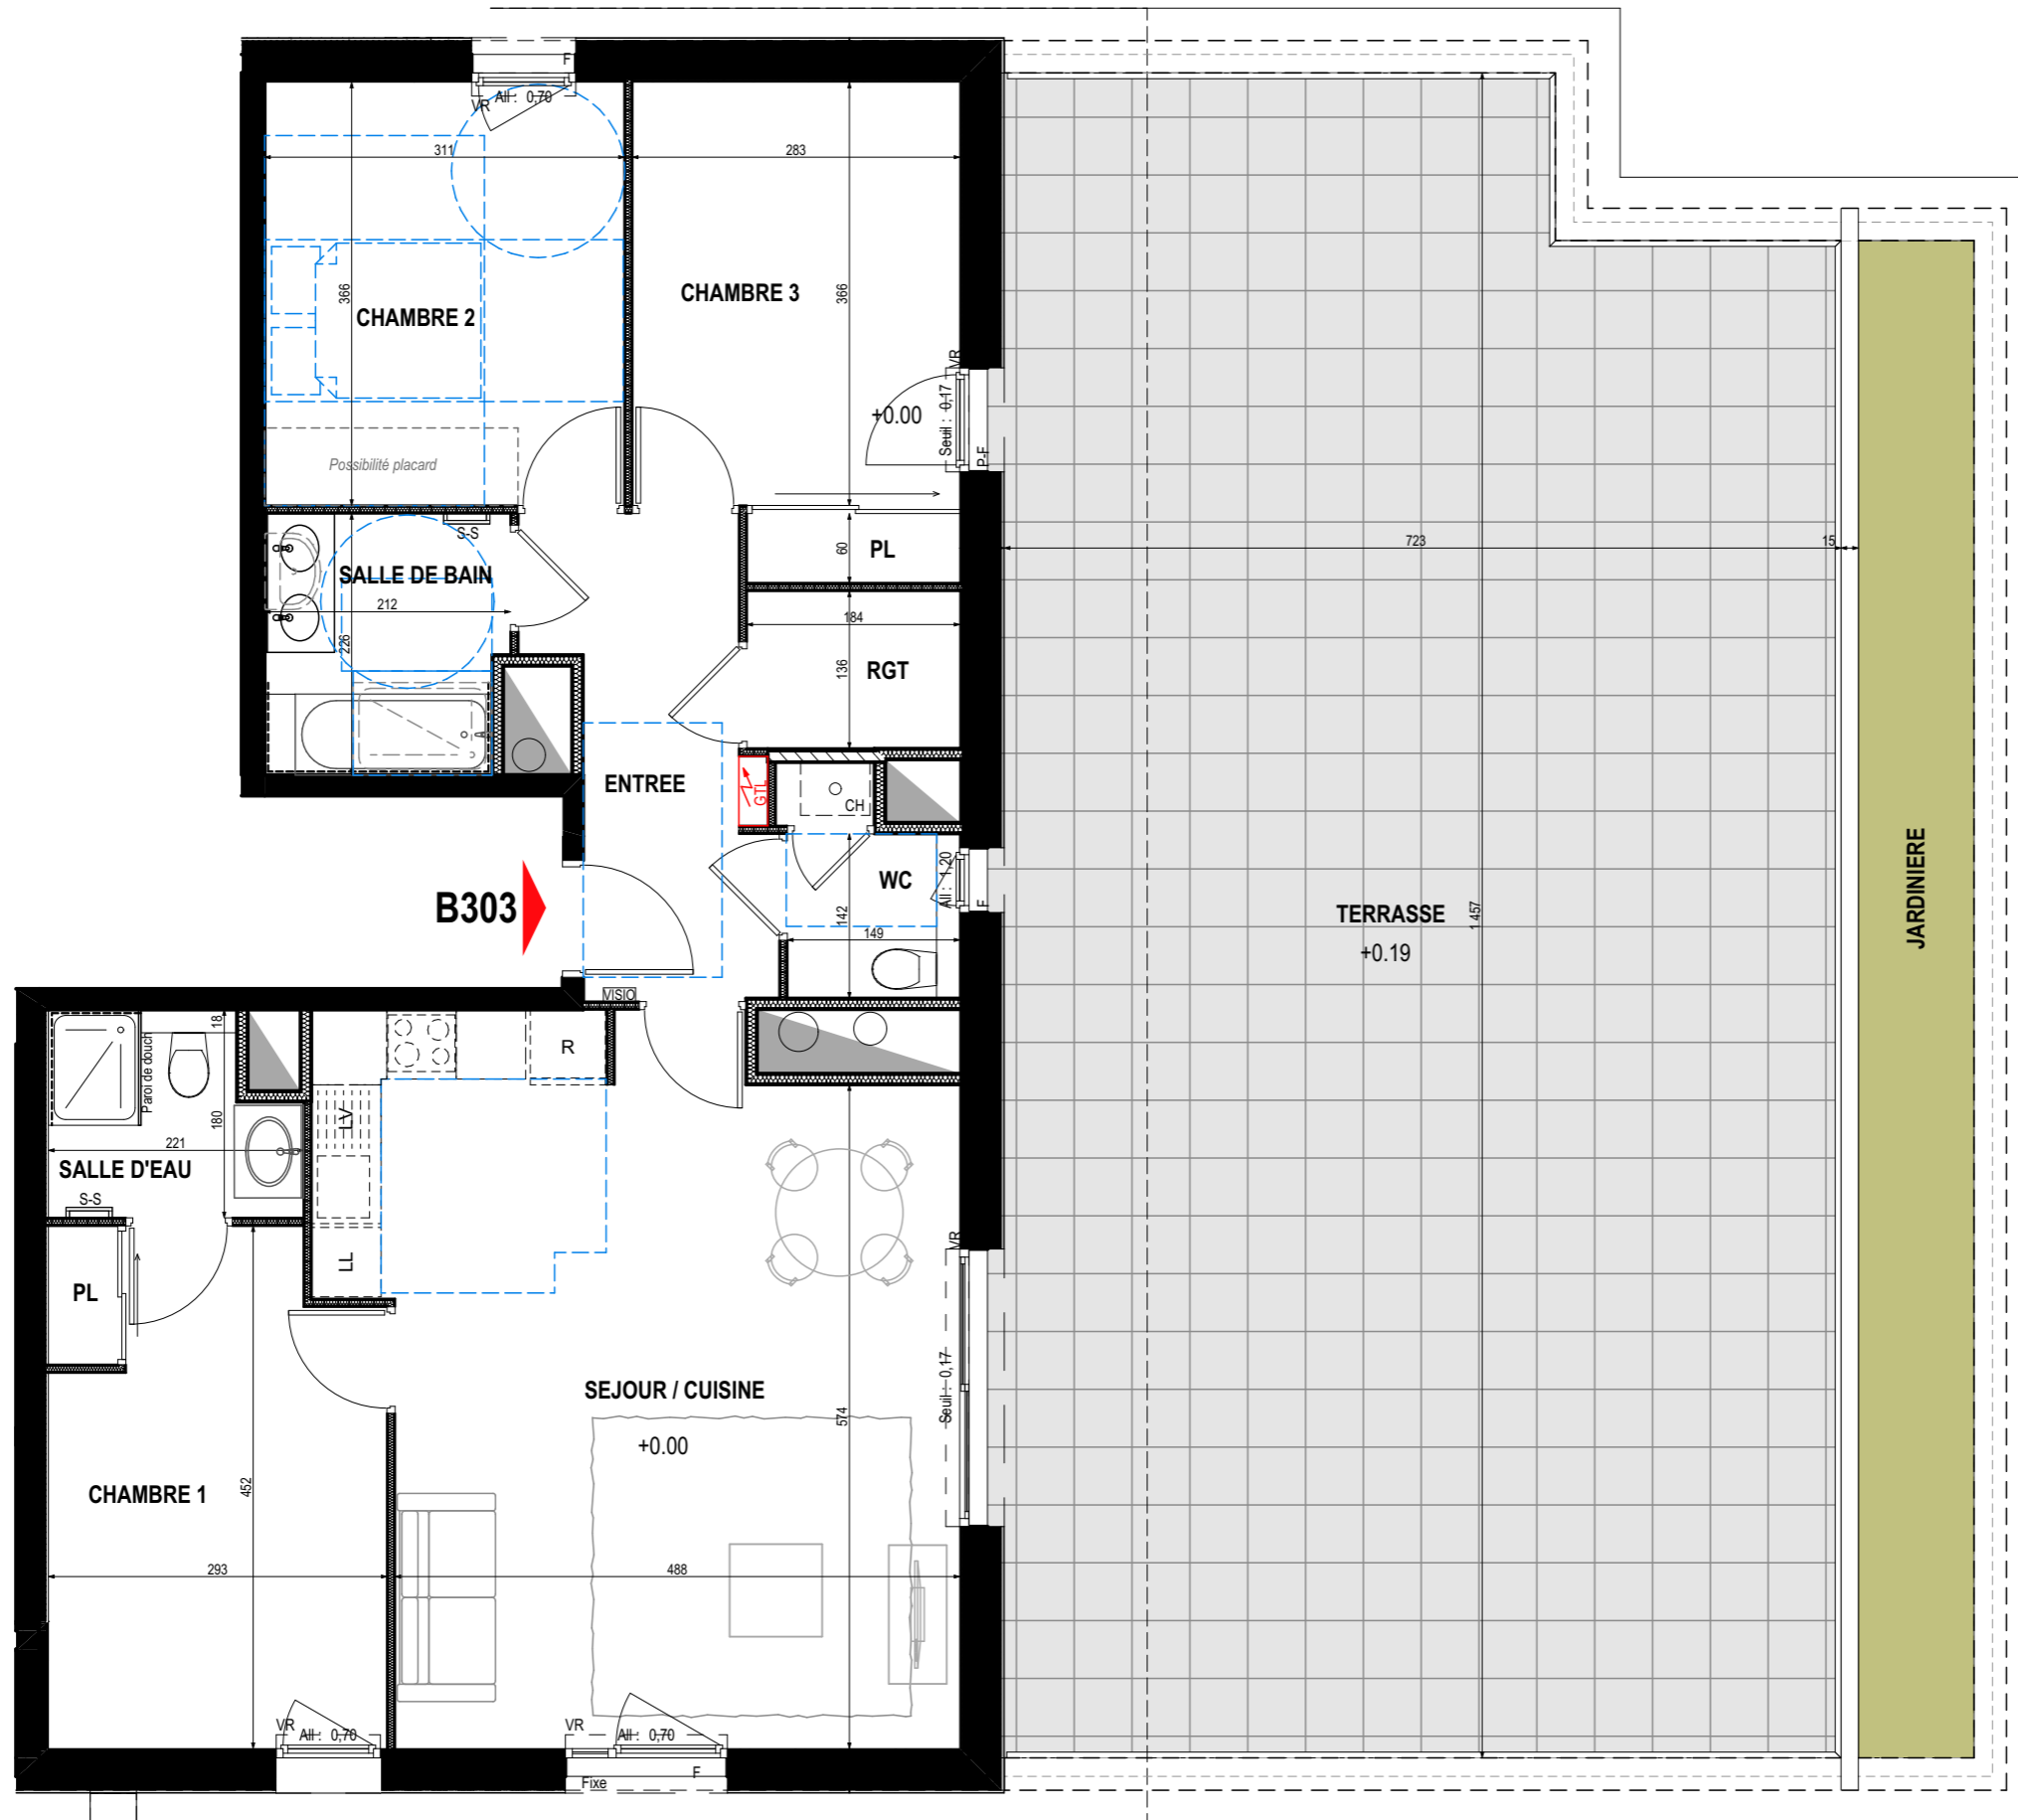 F
VR
All : 0,70
311
283
366
CHAMBRE 2
366
CHAMBRE 3
VR
Seuil : 0,17
+0.00
P-F
Possibilité placard
S-S
60
PL
723
15
SALLE DE BAIN
212
226
184
136
RGT
ENTREE
GTL
CH
B303
WC
All : 1,20
F
142
149
TERRASSE
+0.19
1457
JARDINIERE
VISIO
18
Paroi de douch
R
180
LV
221
SALLE D'EAU
S-S
LL
PL
VR
Seuil : 0,17
SEJOUR / CUISINE
+0.00
574
CHAMBRE 1
452
293
488
VR
All : 0,70
VR
All : 0,70
Fixe
F